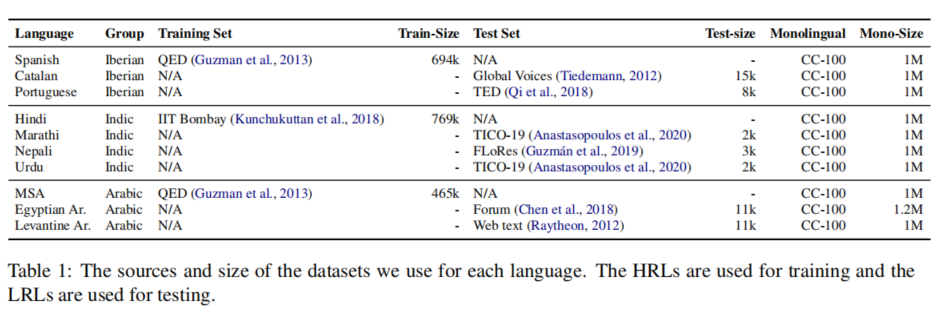 Language Group Training Set Train-Size Test Set Test-size Monolingual Mono-Size
Spanish Iberian QED (Guzman et al., 2013) 694k N/A - CC-100 1M
Catalan Iberian N/A - Global Voices (Tiedemann, 2012) 15k CC-100 1M
Portuguese Iberian N/A - TED (Qi et al., 2018) 8k CC-100 1M
Hindi Indic IIT Bombay (Kunchukuttan et al., 2018) 769k N/A - CC-100 1M
Marathi Indic N/A - TICO-19 (Anastasopoulos et al., 2020) 2k CC-100 1M
Nepali Indic N/A - FLoRes (Guzmán et al., 2019) 3k CC-100 1M
Urdu Indic N/A - TICO-19 (Anastasopoulos et al., 2020) 2k CC-100 1M
MSA Arabic QED (Guzman et al., 2013) 465k N/A - CC-100 1M
Egyptian Ar. Arabic N/A - Forum (Chen et al., 2018) 11k CC-100 1.2M
Levantine Ar. Arabic N/A - Web text (Raytheon, 2012) 11k CC-100 1M
Table 1: The sources and size of the datasets we use for each language. The HRLs are used for training and the
LRLs are used for testing.